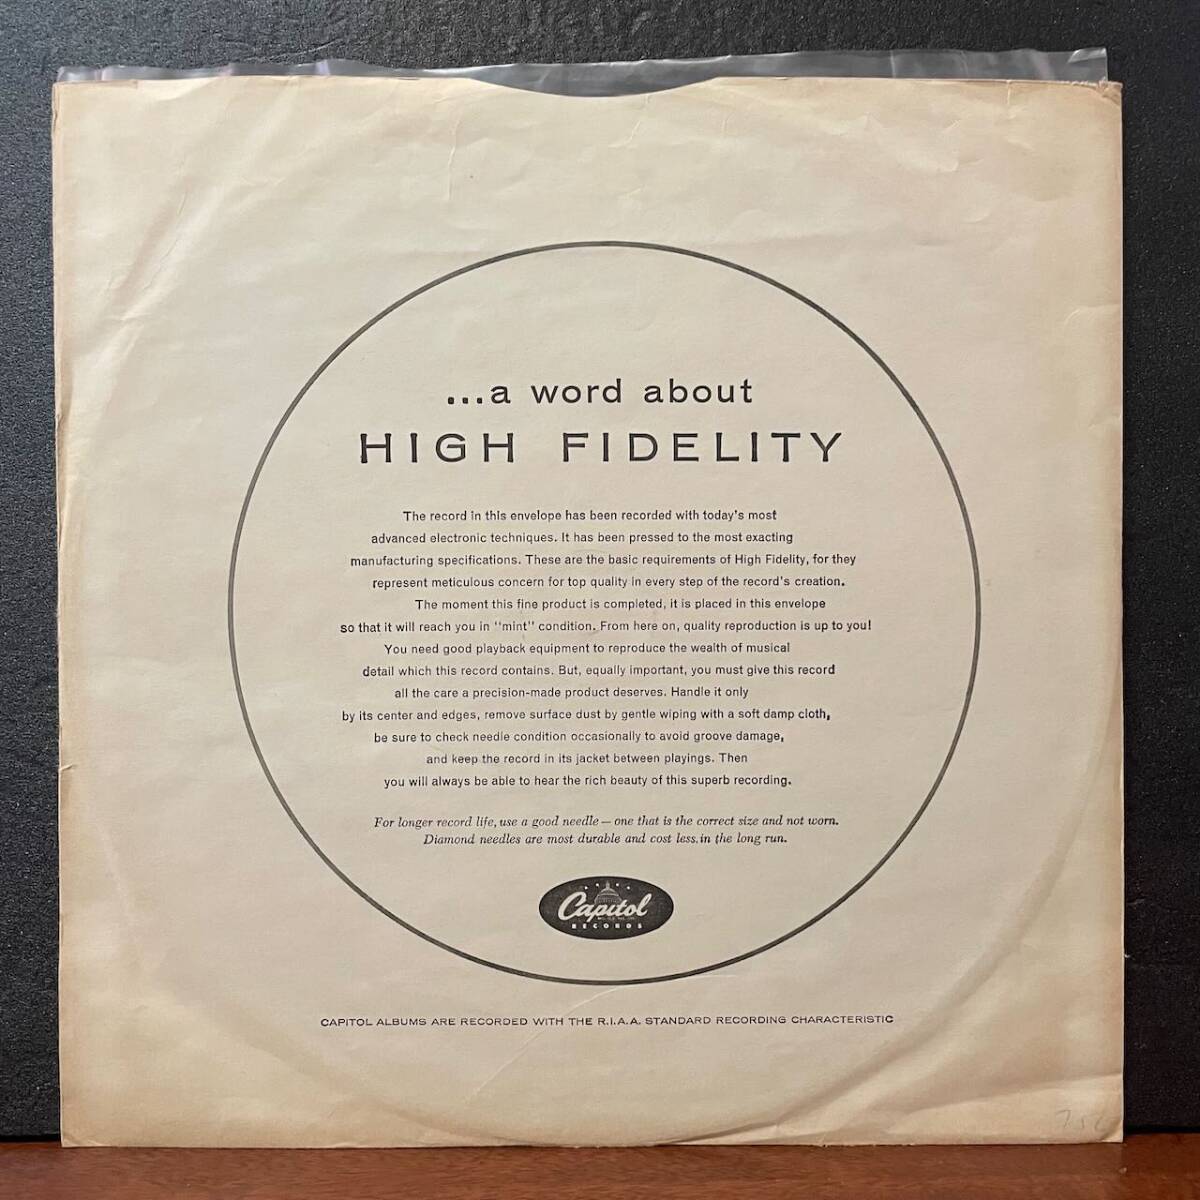 ...a word about
HIGH FIDELITY
The record in this envelope has been recorded with today's most
advanced electronic techniques. It has been pressed to the most exacting
manufacturing specifications. These are the basic requirements of High Fidelity, for they
represent meticulous concern for top quality in every step of the record's creation.
The moment this fine product is completed, it is placed in this envelope
so that it will reach you in "mint" condition. From here on, quality reproduction is up to you!
You need good playback equipment to reproduce the wealth of musical
detail which this record contains. But, equally important, you must give this record
all the care a precision-made product deserves. Handle it only
by its center and edges, remove surface dust by gentle wiping with a soft damp cloth,
be sure to check needle condition occasionally to avoid groove damage,
and keep the record in its jacket between playings. Then
you will always be able to hear the rich beauty of this superb recording.
For longer record life, use a good needle — one that is the correct size and not worn.
Diamond needles are most durable and cost less in the long run.
Capitol
RECORDS
CAPITOL ALBUMS ARE RECORDED WITH THE R.I.A.A. STANDARD RECORDING CHARACTERISTIC